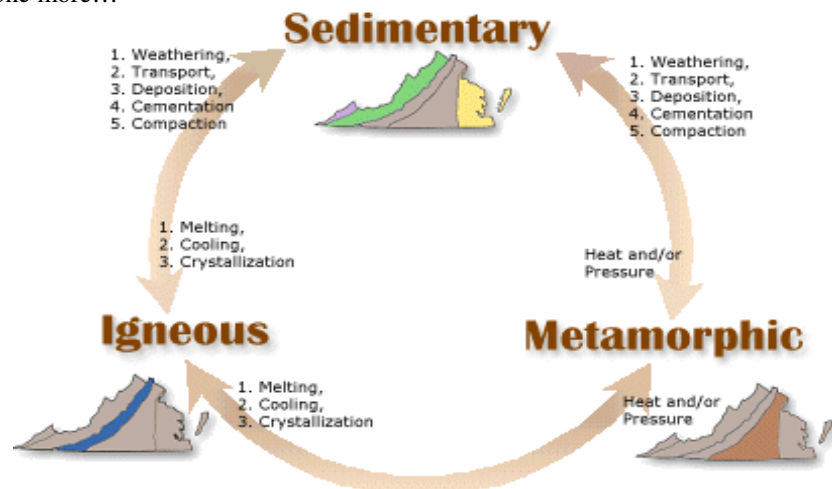 one more…
Sedimentary
1. Weathering,
2. Transport,
3. Deposition,
4. Cementation
5. Compaction
1. Weathering,
2. Transport,
3. Deposition,
4. Cementation
5. Compaction
1. Melting,
2. Cooling,
3. Crystallization
Heat and/or
Pressure
Igneous
Metamorphic
1. Melting,
2. Cooling,
3. Crystallization
Heat and/or
Pressure